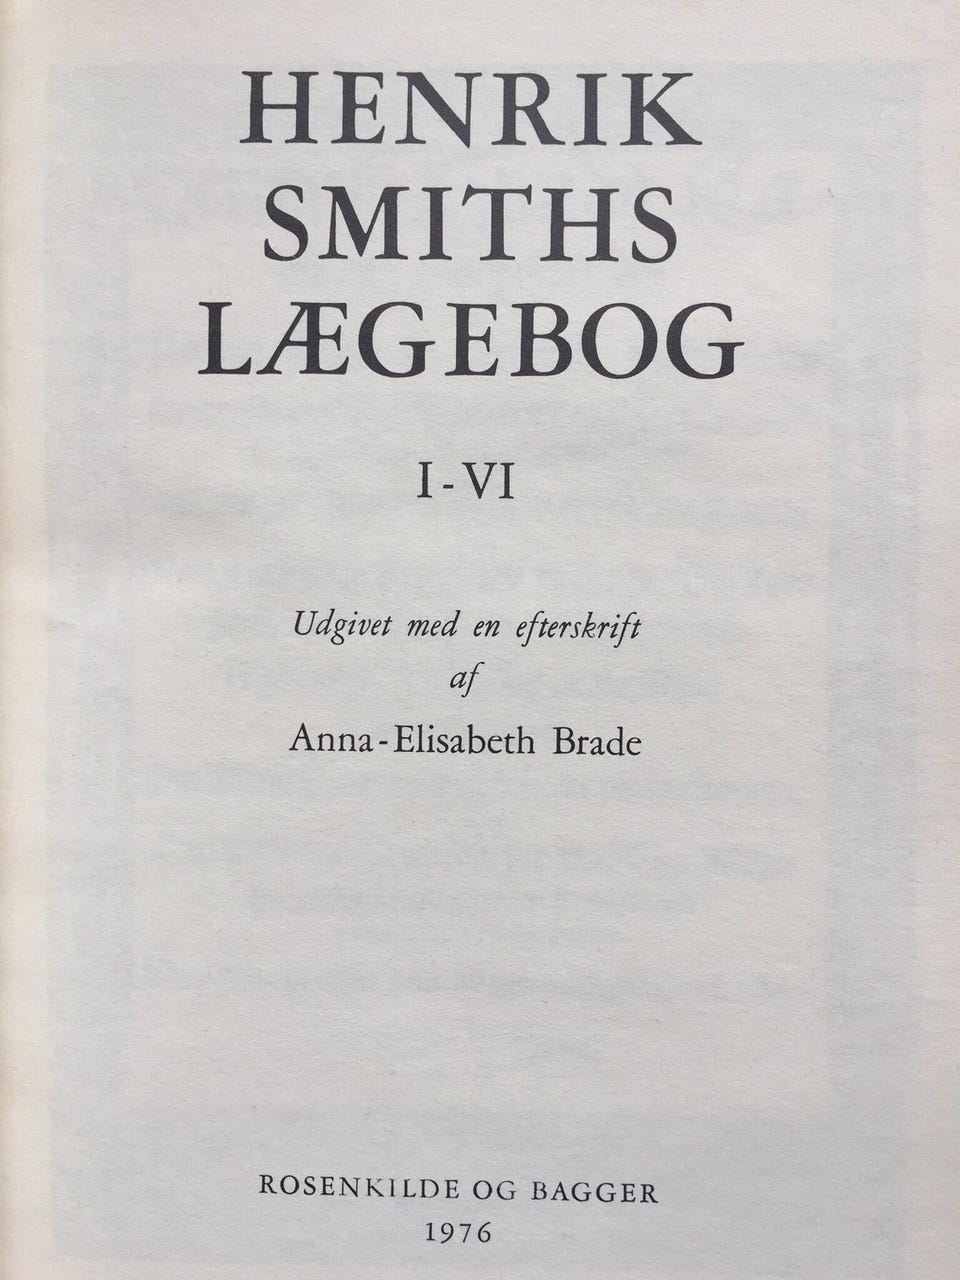 HENRIK
SMITHS
LÆGEBOG
I-VI
Udgivet med en efterskrift
af
Anna-Elisabeth Brade
ROSENKILDE OG BAGGER
1976